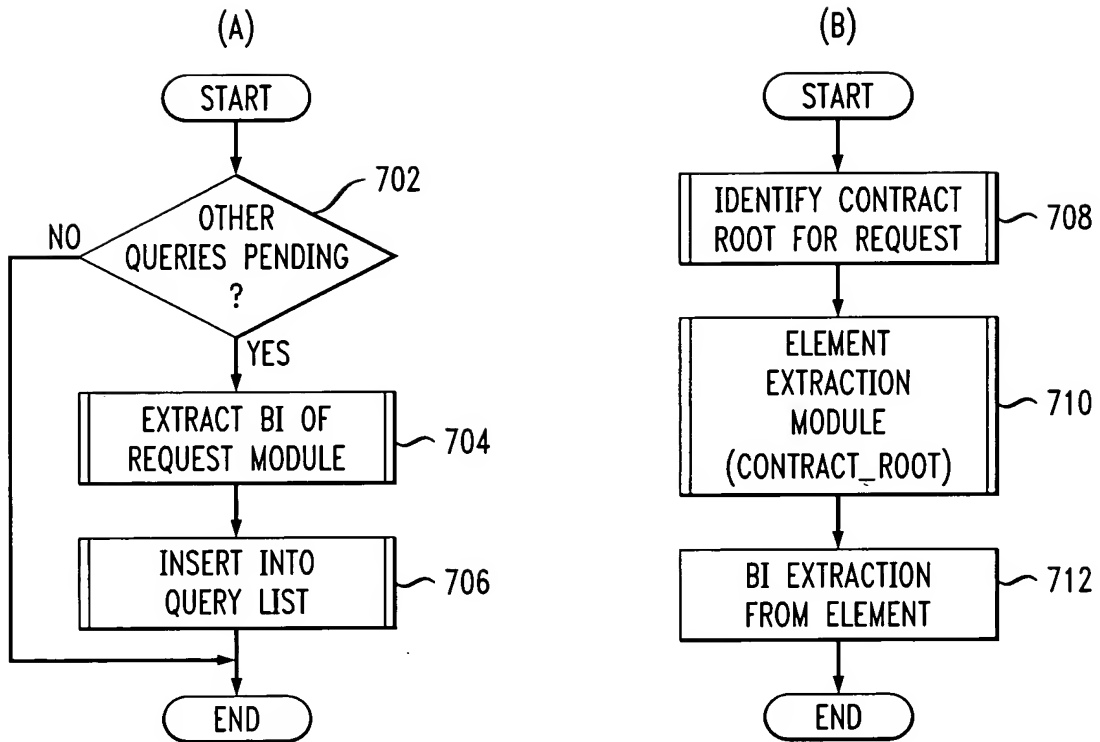 (A)
START
702
OTHER
QUERIES PENDING
?
NO
YES
EXTRACT BI OF
REQUEST MODULE
704
INSERT INTO
QUERY LIST
706
END
(B)
START
IDENTIFY CONTRACT
ROOT FOR REQUEST
708
ELEMENT
EXTRACTION
MODULE
(CONTRACT_ROOT)
710
BI EXTRACTION
FROM ELEMENT
712
END